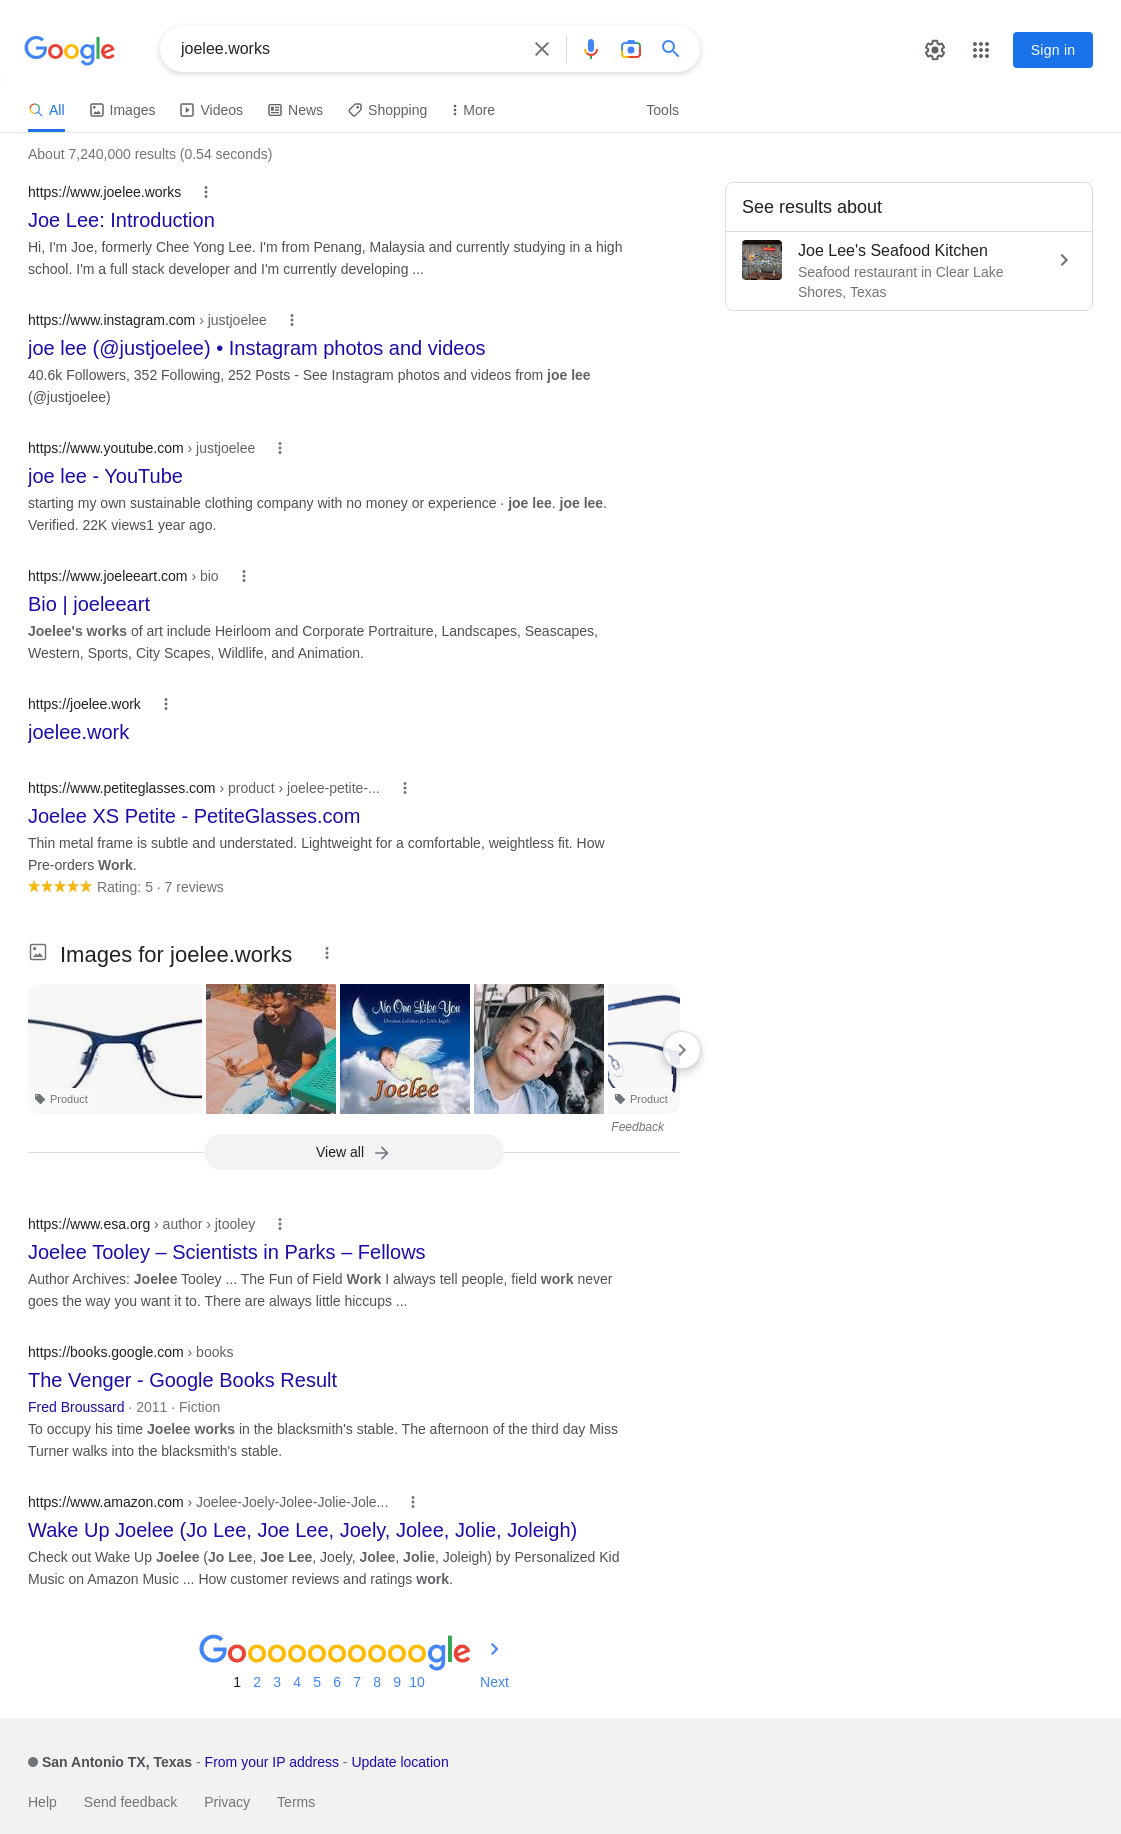 Google
joelee.works
Sign in
All
Images
Videos
News
Shopping
More
Tools
About 7,240,000 results (0.54 seconds)
https://www.joelee.works
Joe Lee: Introduction
Hi, I'm Joe, formerly Chee Yong Lee. I'm from Penang, Malaysia and currently studying in a high
school. I'm a full stack developer and I'm currently developing ...
See results about
Joe Lee's Seafood Kitchen
Seafood restaurant in Clear Lake
Shores, Texas
https://www.instagram.com › justjoelee
joe lee (@justjoelee) • Instagram photos and videos
40.6k Followers, 352 Following, 252 Posts - See Instagram photos and videos from joe lee
(@justjoelee)
https://www.youtube.com › justjoelee
joe lee - YouTube
starting my own sustainable clothing company with no money or experience · joe lee. joe lee.
Verified. 22K views1 year ago.
https://www.joeleeart.com › bio
Bio | joeleeart
Joelee's works of art include Heirloom and Corporate Portraiture, Landscapes, Seascapes,
Western, Sports, City Scapes, Wildlife, and Animation.
https://joelee.work
joelee.work
https://www.petiteglasses.com › product › joelee-petite-...
Joelee XS Petite - PetiteGlasses.com
Thin metal frame is subtle and understated. Lightweight for a comfortable, weightless fit. How
Pre-orders Work.
Rating: 5 · 7 reviews
Images for joelee.works
No One Like You
Christian Lullabies for Little Angels
Joelee
Product
Product
Feedback
View all
https://www.esa.org › author › jtooley
Joelee Tooley – Scientists in Parks – Fellows
Author Archives: Joelee Tooley ... The Fun of Field Work I always tell people, field work never
goes the way you want it to. There are always little hiccups ...
https://books.google.com › books
The Venger - Google Books Result
Fred Broussard · 2011 · Fiction
To occupy his time Joelee works in the blacksmith's stable. The afternoon of the third day Miss
Turner walks into the blacksmith's stable.
https://www.amazon.com › Joelee-Joely-Jolee-Jolie-Jole...
Wake Up Joelee (Jo Lee, Joe Lee, Joely, Jolee, Jolie, Joleigh)
Check out Wake Up Joelee (Jo Lee, Joe Lee, Joely, Jolee, Jolie, Joleigh) by Personalized Kid
Music on Amazon Music ... How customer reviews and ratings work.
Goooooooooogle
1 2 3 4 5 6 7 8 9 10 Next
San Antonio TX, Texas - From your IP address - Update location
Help Send feedback Privacy Terms